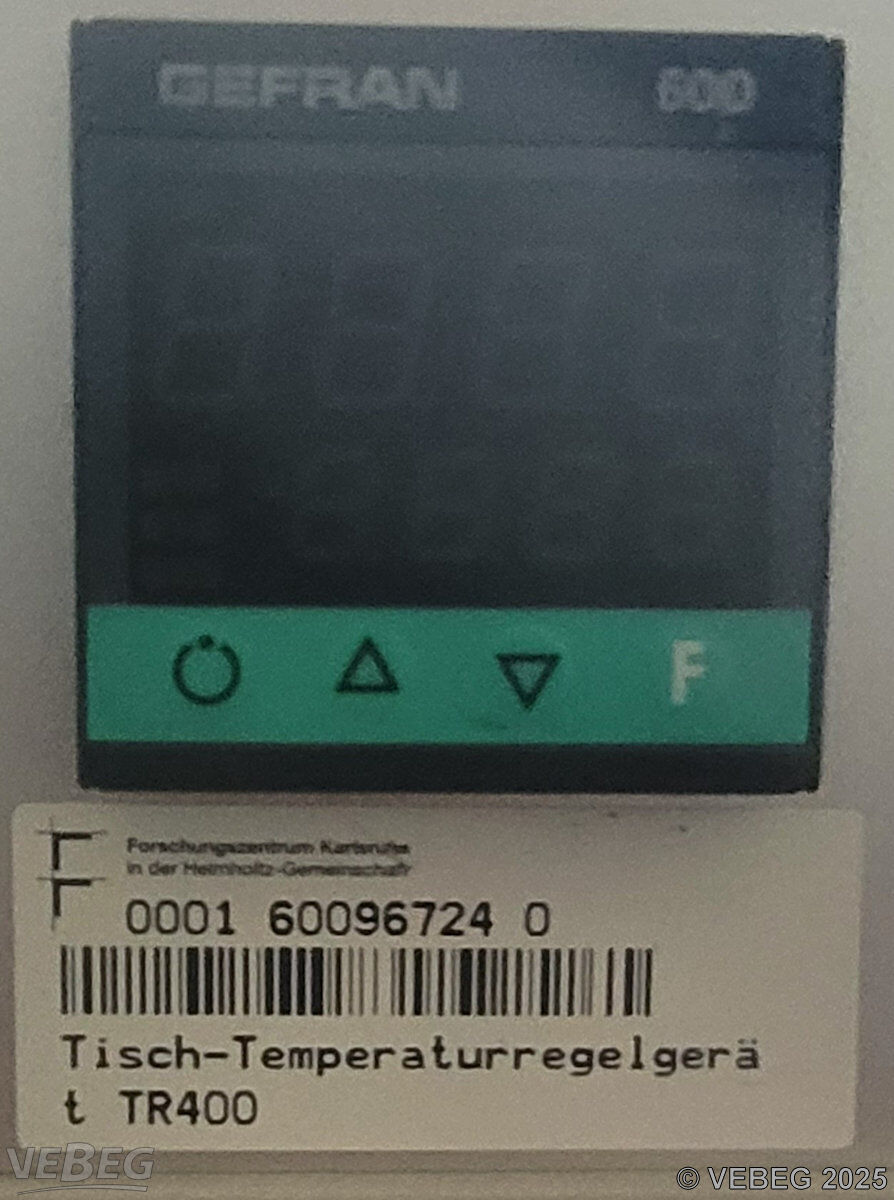 GEFRAN 600
F
Forschungszentrum Karlsruhe
in der Helmholtz-Gemeinschaft
0001 60096724 0
Tisch-Temperaturregelgerä
t TR400
VEBEG
© VEBEG 2025